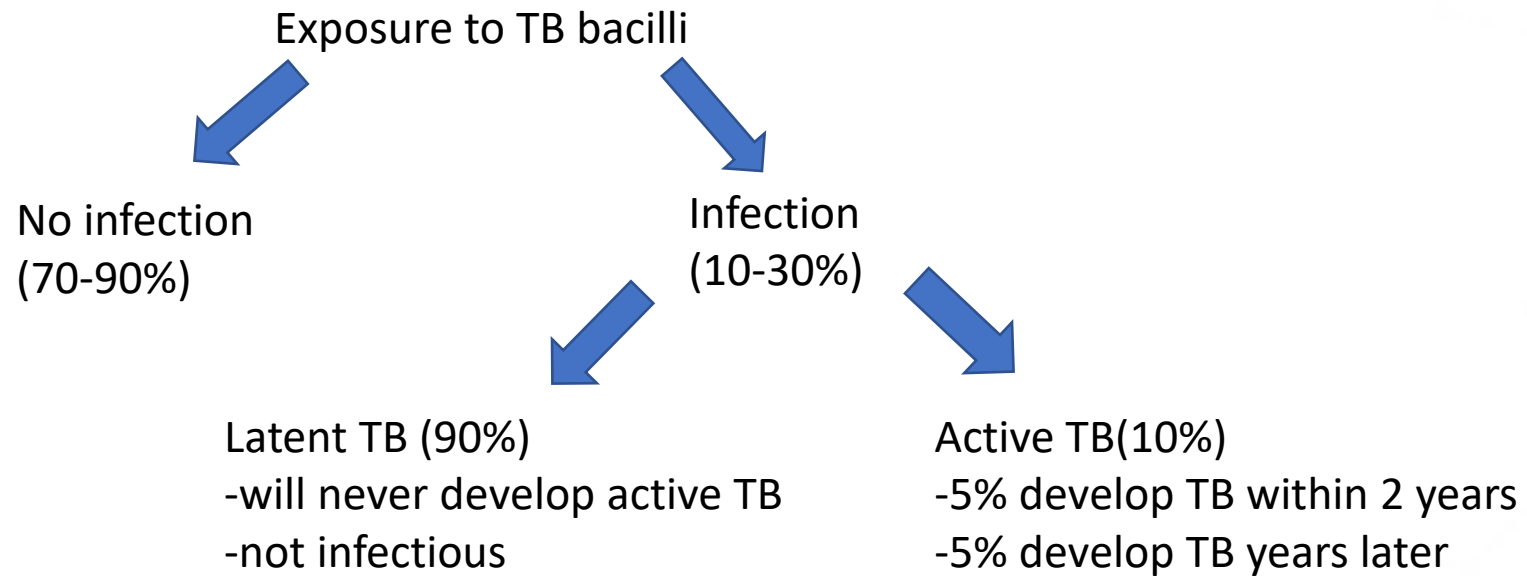 Exposure to TB bacilli
No infection
(70-90%)
Infection
(10-30%)
Latent TB (90%)
-will never develop active TB
-not infectious
Active TB(10%)
-5% develop TB within 2 years
-5% develop TB years later